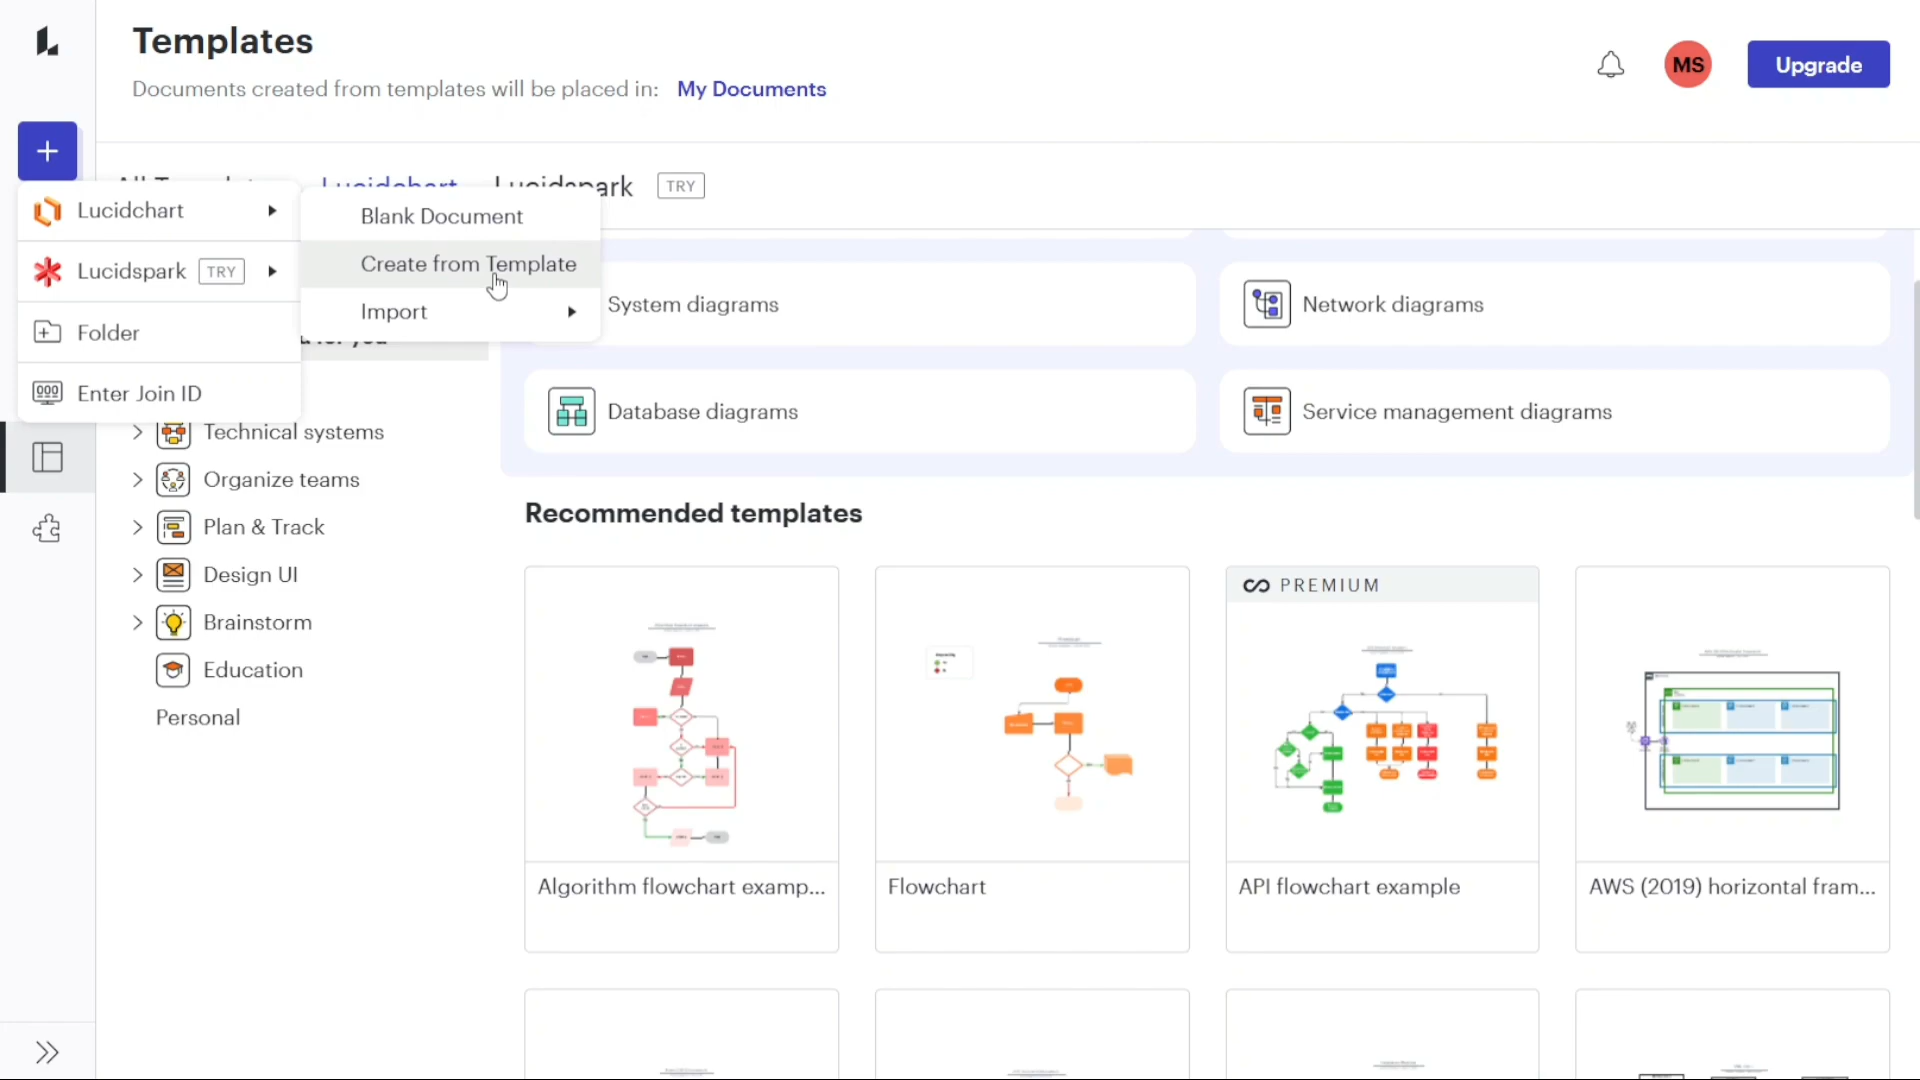 Templates
Documents created from templates will be placed in: My Documents
MS
Upgrade
Lucidspark TRY
Lucidchart
Lucidspark TRY
Folder
Enter Join ID
Blank Document
Create from Template
Import
for you
Technical systems
Organize teams
Plan & Track
Design UI
Brainstorm
Education
Personal
System diagrams
Network diagrams
Database diagrams
Service management diagrams
Recommended templates
PREMIUM
Algorithm flowchart examp...
Flowchart
API flowchart example
AWS (2019) horizontal fram...